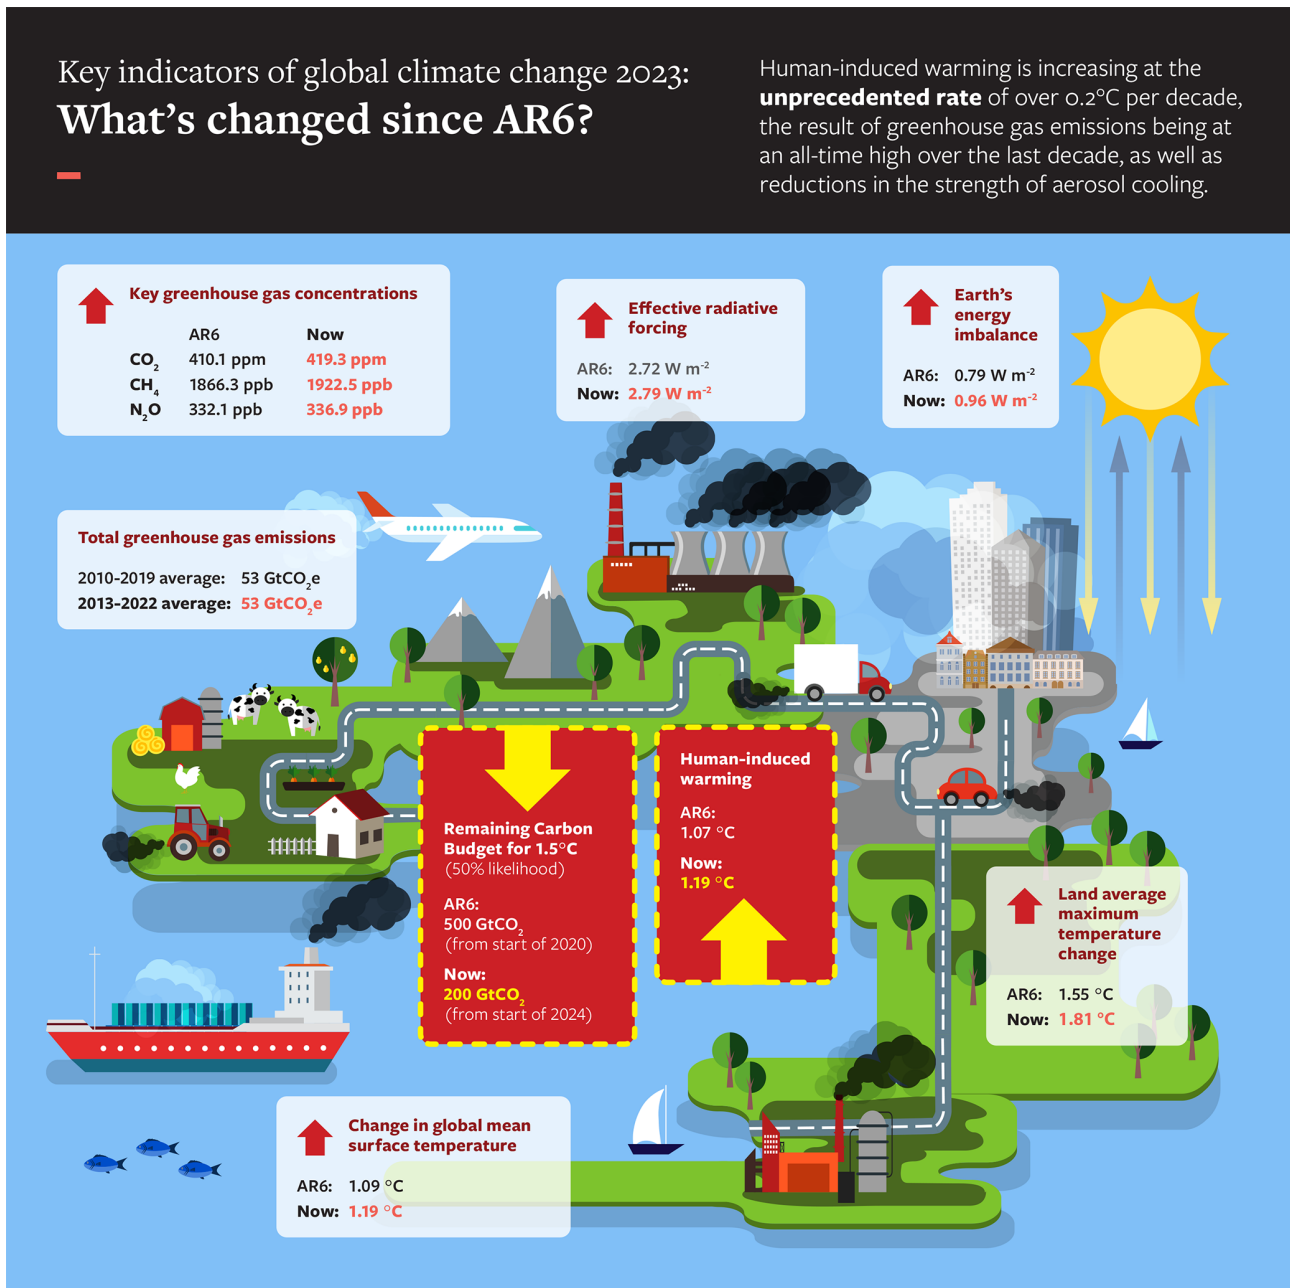 Key indicators of global climate change 2023:
What's changed since AR6?
Human-induced warming is increasing at the
unprecedented rate of over 0.2°C per decade,
the result of greenhouse gas emissions being at
an all-time high over the last decade, as well as
reductions in the strength of aerosol cooling.
Key greenhouse gas concentrations
AR6 Now
CO₂ 410.1 ppm 419.3 ppm
CH₄ 1866.3 ppb 1922.5 ppb
N₂O 332.1 ppb 336.9 ppb
Effective radiative
forcing
AR6: 2.72 W m⁻²
Now: 2.79 W m⁻²
Earth's
energy
imbalance
AR6: 0.79 W m⁻²
Now: 0.96 W m⁻²
Total greenhouse gas emissions
2010-2019 average: 53 GtCO₂e
2013-2022 average: 53 GtCO₂e
Remaining Carbon
Budget for 1.5°C
(50% likelihood)
AR6:
500 GtCO₂
(from start of 2020)
Now:
200 GtCO₂
(from start of 2024)
Human-induced
warming
AR6:
1.07 °C
Now:
1.19 °C
Land average
maximum
temperature
change
AR6: 1.55 °C
Now: 1.81 °C
Change in global mean
surface temperature
AR6: 1.09 °C
Now: 1.19 °C